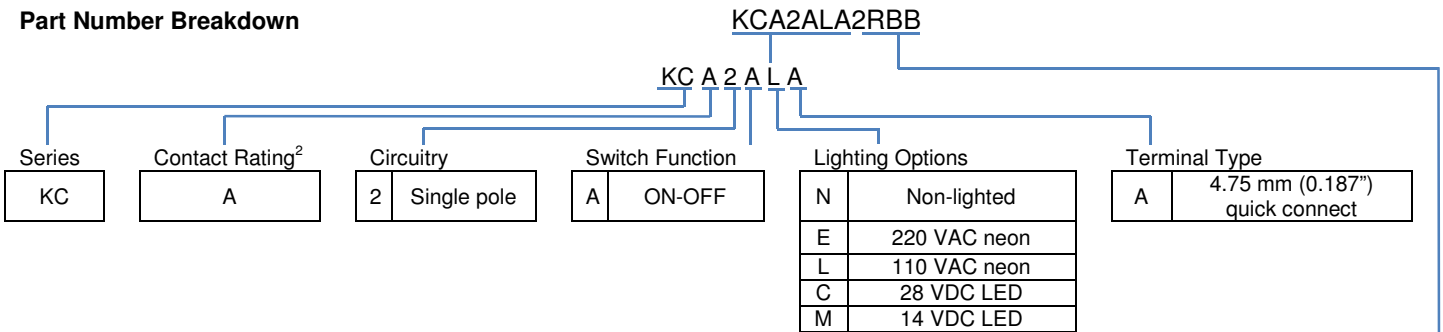 Part Number Breakdown
KCA2ALA2RBB
KC A 2 A L A
Series
Contact Rating2
Circuitry
Switch Function
Lighting Options
Terminal Type
KC
A
2 Single pole
A ON-OFF
N Non-lighted
E 220 VAC neon
L 110 VAC neon
C 28 VDC LED
M 14 VDC LED
A 4.75 mm (0.187”)
quick connect